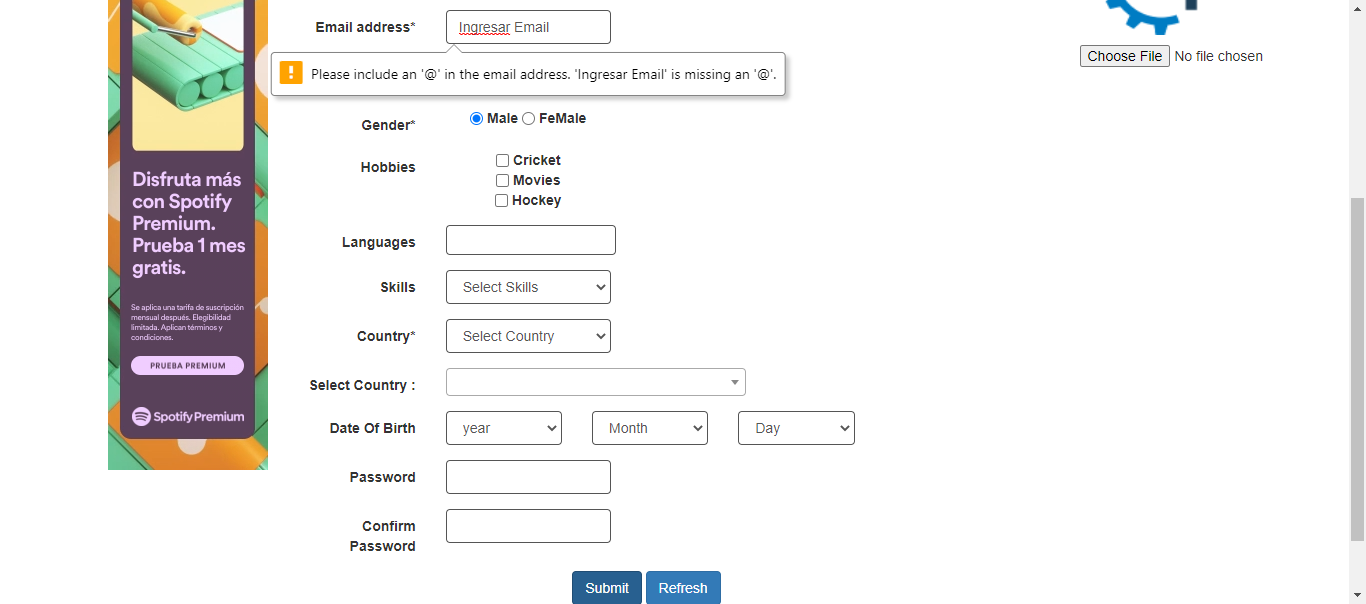 Email address*
Ingresar Email
Choose File No file chosen
Please include an '@' in the email address. 'Ingresar Email' is missing an '@'.
Gender*
Male
FeMale
Hobbies
Cricket
Movies
Hockey
Languages
Skills
Select Skills
Country*
Select Country
Select Country :
Date Of Birth
year
Month
Day
Password
Confirm
Password
Submit
Refresh
Disfruta más
con Spotify
Premium.
Prueba 1 mes
gratis.
Se aplica una tarifa de suscripción
mensual después. Elegibilidad
limitada. Aplican términos y
condiciones.
PRUEBA PREMIUM
Spotify Premium